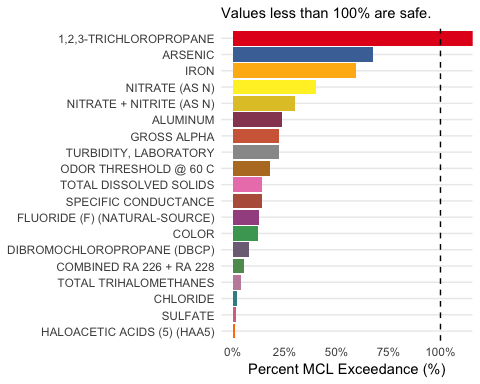 Values less than 100% are safe.
1,2,3-TRICHLOROPROPANE
ARSENIC
IRON
NITRATE (AS N)
NITRATE + NITRITE (AS N)
ALUMINUM
GROSS ALPHA
TURBIDITY, LABORATORY
ODOR THRESHOLD @ 60 C
TOTAL DISSOLVED SOLIDS
SPECIFIC CONDUCTANCE
FLUORIDE (F) (NATURAL-SOURCE)
COLOR
DIBROMOCHLOROPROPANE (DBCP)
COMBINED RA 226 + RA 228
TOTAL TRIHALOMETHANES
CHLORIDE
SULFATE
HALOACETIC ACIDS (5) (HAA5)
0% 25% 50% 75% 100%
Percent MCL Exceedance (%)